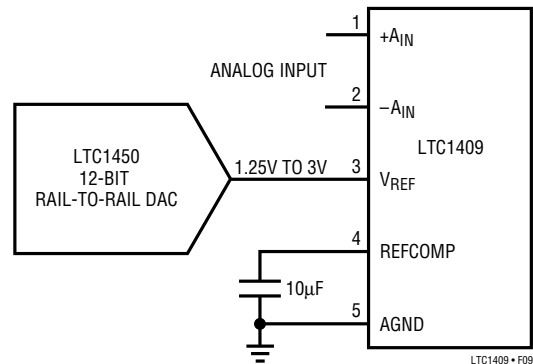 1
+AIN
ANALOG INPUT
2
–AIN
LTC1450
12-BIT
RAIL-TO-RAIL DAC
1.25V TO 3V
3
VREF
LTC1409
4
REFCOMP
10µF
5
AGND
LTC1409 • F09